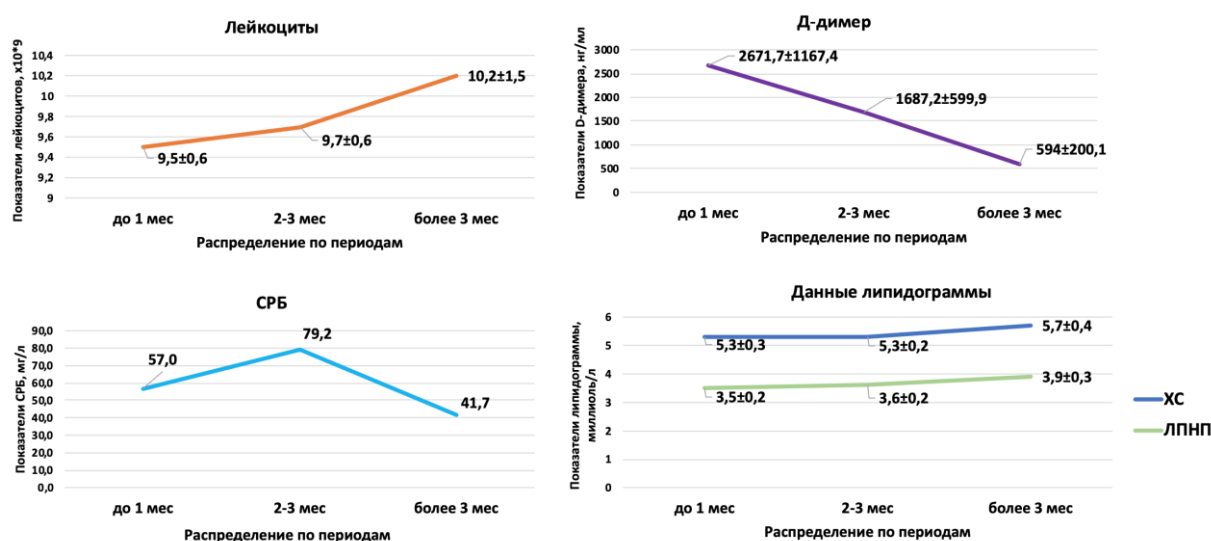 Лейкоциты
Показатели лейкоцитов, х10*9
10,4
10,2
10
9,8
9,6
9,4
9,2
9
9,5±0,6
9,7±0,6
10,2±1,5
до 1 мес
2-3 мес
более 3 мес
Распределение по периодам
Д-димер
Показатели D-димера, нг/мл
3000
2500
2000
1500
1000
500
0
2671,7±1167,4
1687,2±599,9
594±200,1
до 1 мес
2-3 мес
более 3 мес
Распределение по периодам
СРБ
Показатели СРБ, мг/л
90,0
80,0
70,0
60,0
50,0
40,0
30,0
20,0
10,0
0,0
57,0
79,2
41,7
до 1 мес
2-3 мес
более 3 мес
Распределение по периодам
Данные липидограммы
Показатели липидограммы,
миллиоль/л
6
5
4
3
2
1
0
5,3±0,3
5,3±0,2
5,7±0,4
3,5±0,2
3,6±0,2
3,9±0,3
до 1 мес
2-3 мес
более 3 мес
Распределение по периодам
ХС
ЛПНП